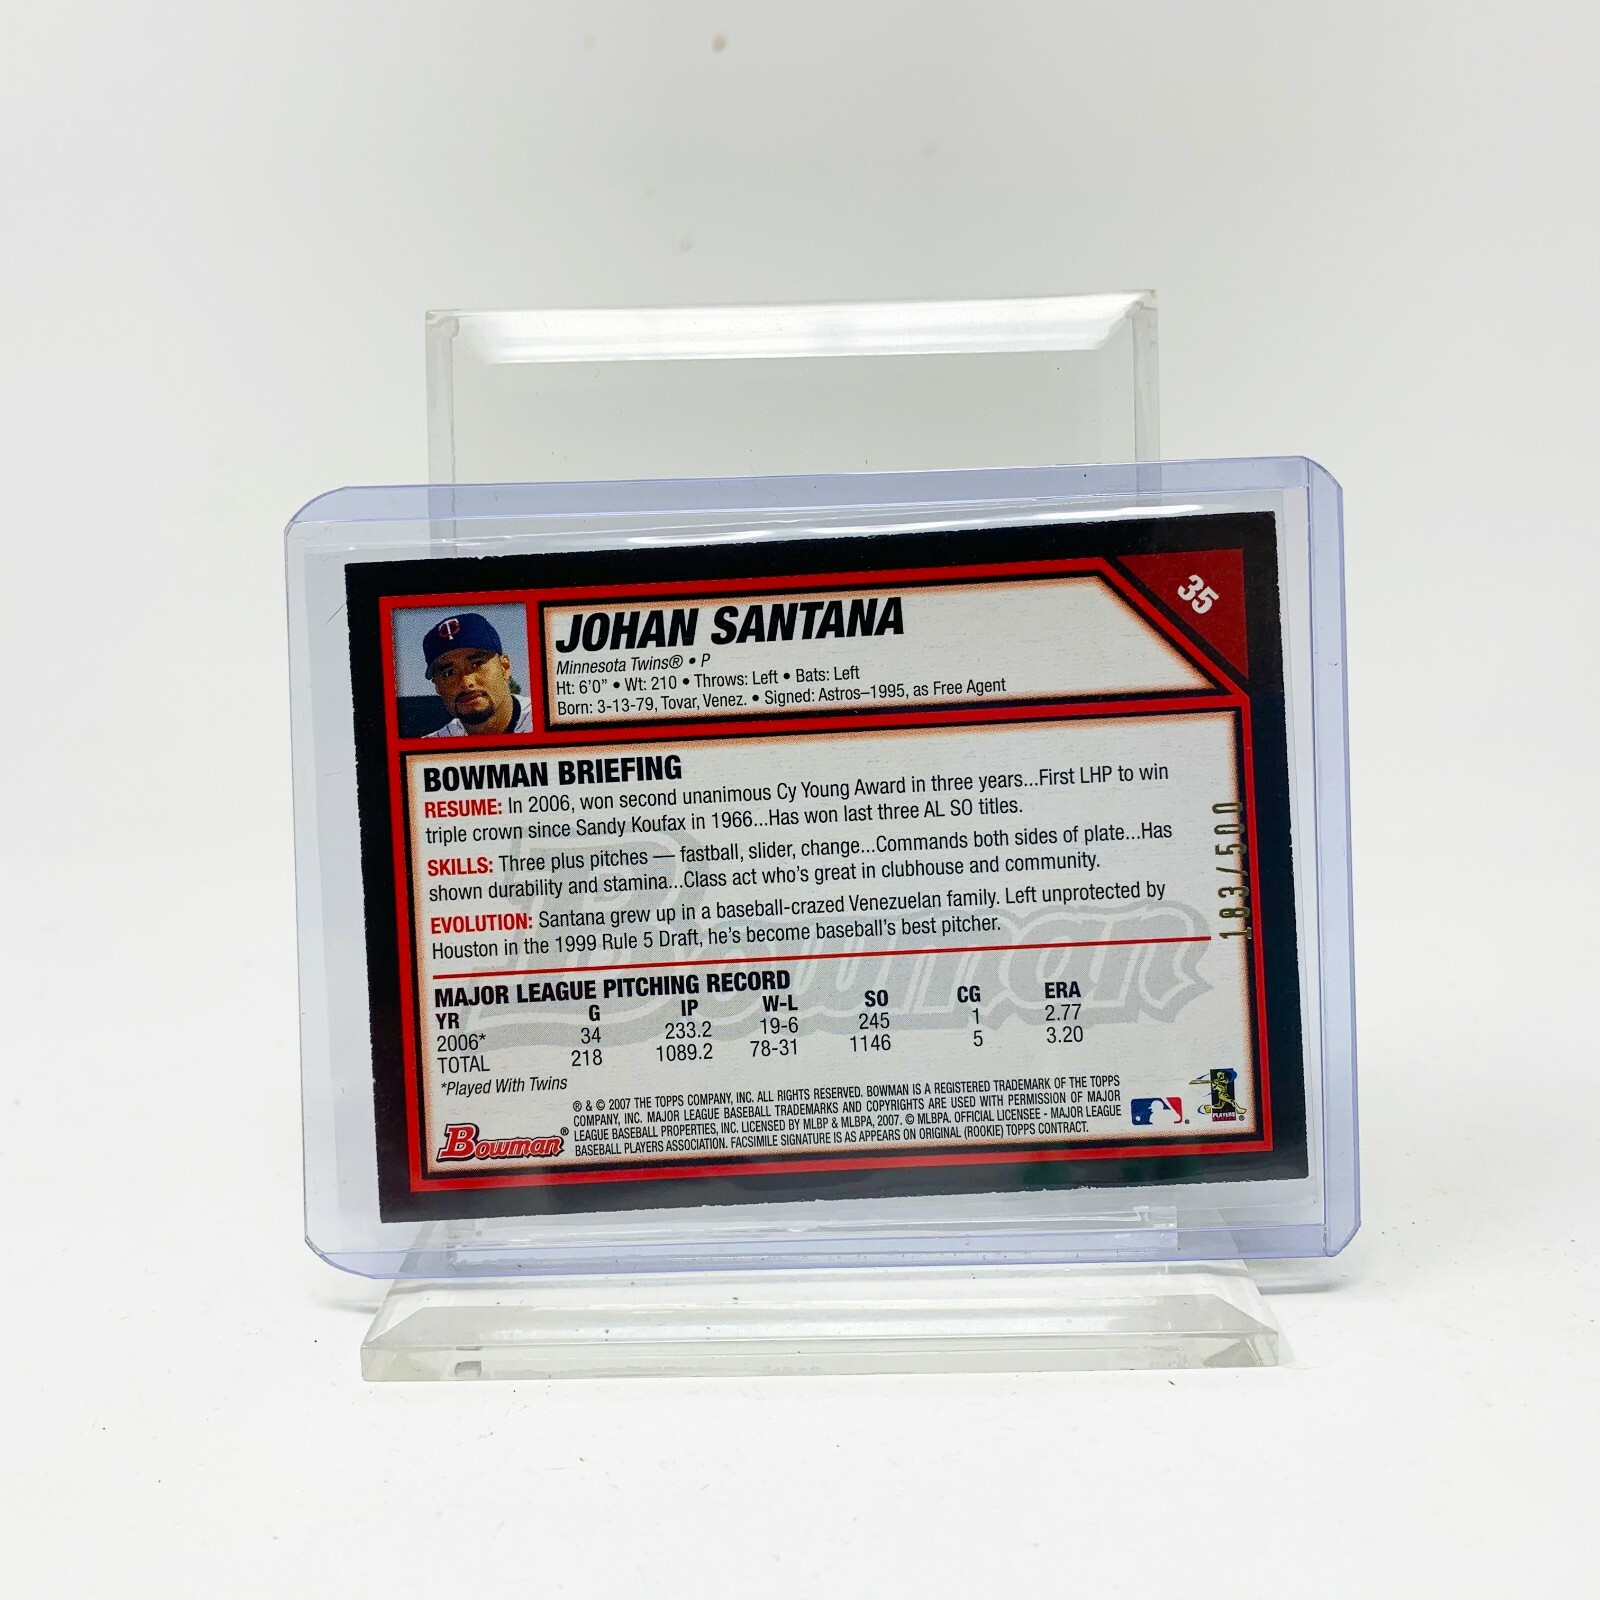 35
JOHAN SANTANA
Minnesota Twins® • P
Ht: 6'0" • Wt: 210 • Throws: Left • Bats: Left
Born: 3-13-79, Tovar, Venez. • Signed: Astros–1995, as Free Agent
BOWMAN BRIEFING
RESUME: In 2006, won second unanimous Cy Young Award in three years...First LHP to win
triple crown since Sandy Koufax in 1966...Has won last three AL SO titles.
SKILLS: Three plus pitches — fastball, slider, change...Commands both sides of plate...Has
shown durability and stamina...Class act who's great in clubhouse and community.
EVOLUTION: Santana grew up in a baseball-crazed Venezuelan family. Left unprotected by
Houston in the 1999 Rule 5 Draft, he's become baseball's best pitcher.
183/500
Bowman
MAJOR LEAGUE PITCHING RECORD
YR G IP W-L SO CG ERA
2006* 34 233.2 19-6 245 1 2.77
TOTAL 218 1089.2 78-31 1146 5 3.20
*Played With Twins
Bowman®
® & © 2007 THE TOPPS COMPANY, INC. ALL RIGHTS RESERVED. BOWMAN IS A REGISTERED TRADEMARK OF THE TOPPS
COMPANY, INC. MAJOR LEAGUE BASEBALL TRADEMARKS AND COPYRIGHTS ARE USED WITH PERMISSION OF MAJOR
LEAGUE BASEBALL PROPERTIES, INC. LICENSED BY MLBP & MLBPA, 2007. © MLBPA. OFFICIAL LICENSEE - MAJOR LEAGUE
BASEBALL PLAYERS ASSOCIATION. FACSIMILE SIGNATURE IS AS APPEARS ON ORIGINAL (ROOKIE) TOPPS CONTRACT.
PLAYERS